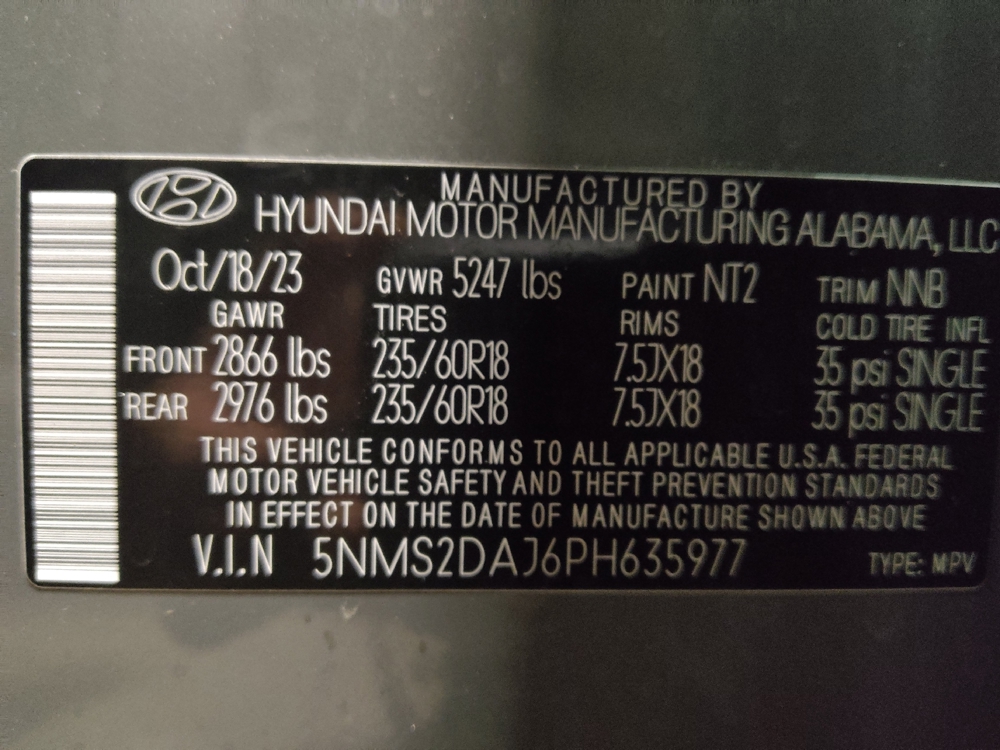 MANUFACTURED BY
HYUNDAI MOTOR MANUFACTURING ALABAMA, LLC
Oct/18/23 GVWR 5247 lbs PAINT NT2 TRIM NNB
GAWR TIRES RIMS COLD TIRE INFL
FRONT 2866 lbs 235/60R18 7.5JX18 35 psi SINGLE
REAR 2976 lbs 235/60R18 7.5JX18 35 psi SINGLE
THIS VEHICLE CONFORMS TO ALL APPLICABLE U.S.A. FEDERAL
MOTOR VEHICLE SAFETY AND THEFT PREVENTION STANDARDS
IN EFFECT ON THE DATE OF MANUFACTURE SHOWN ABOVE
V.I.N 5NMS2DAJ6PH635977 TYPE: MPV